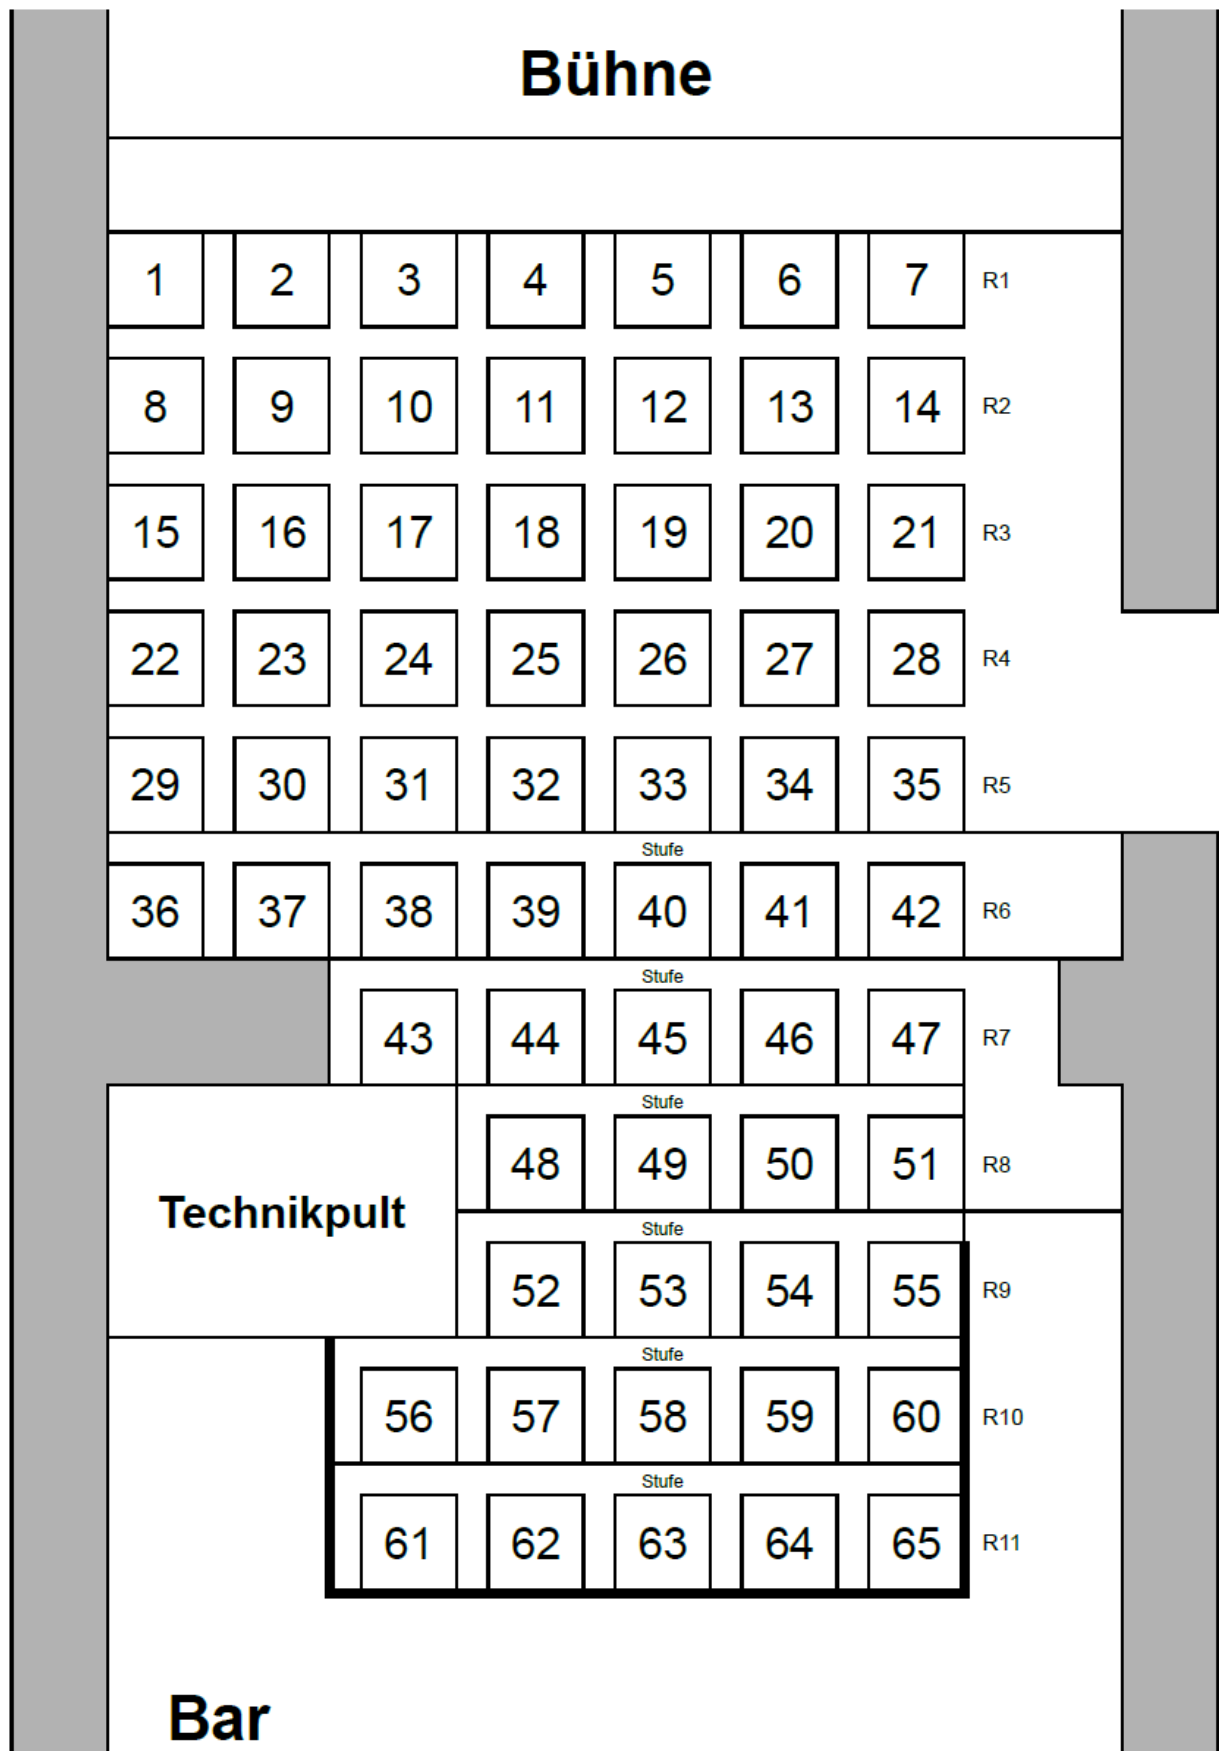 Bühne
1 2 3 4 5 6 7 R1
8 9 10 11 12 13 14 R2
15 16 17 18 19 20 21 R3
22 23 24 25 26 27 28 R4
29 30 31 32 33 34 35 R5
Stufe
36 37 38 39 40 41 42 R6
Stufe
43 44 45 46 47 R7
Stufe
48 49 50 51 R8
Technikpult
Stufe
52 53 54 55 R9
Stufe
56 57 58 59 60 R10
Stufe
61 62 63 64 65 R11
Bar